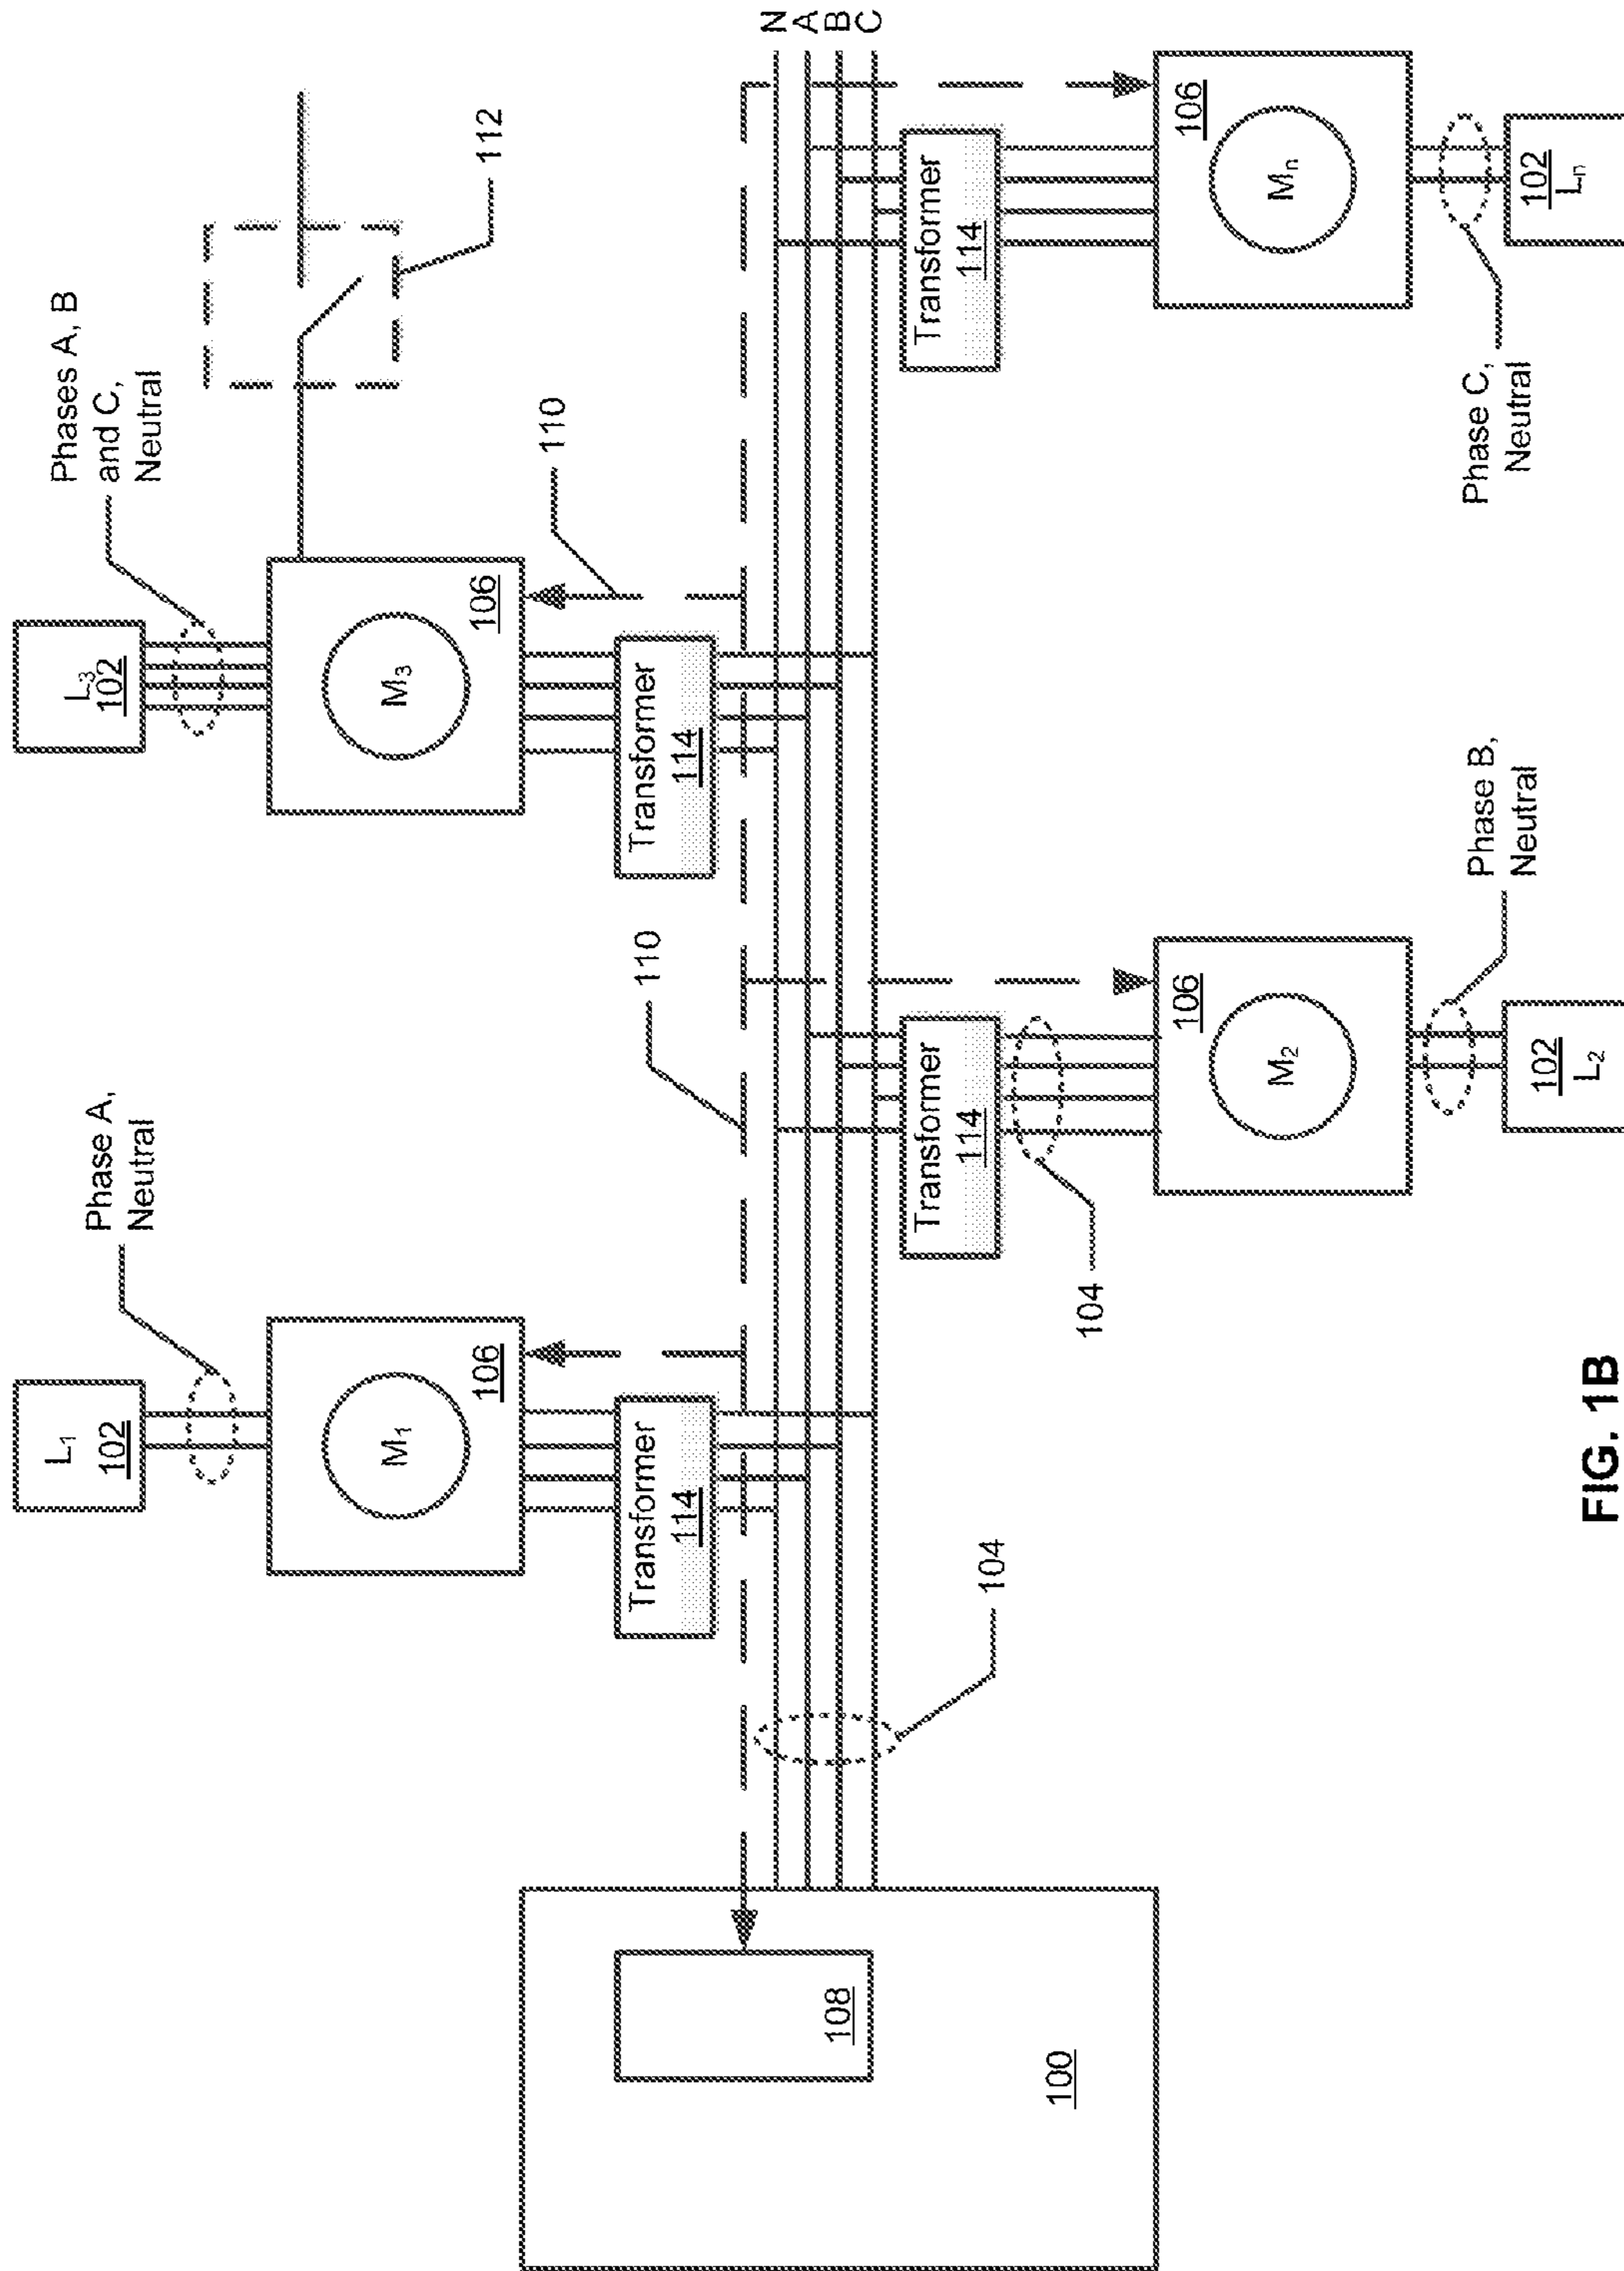 L1
102
Phase A,
Neutral
L3
102
Phases A, B
and C,
Neutral
M1
106
M3
106
112
110
Transformer
114
Transformer
114
110
N
A
B
C
108
100
104
Transformer
114
104
Transformer
114
106
M2
106
Mn
Phase B,
Neutral
Phase C,
Neutral
102
L2
102
Ln
FIG. 1B